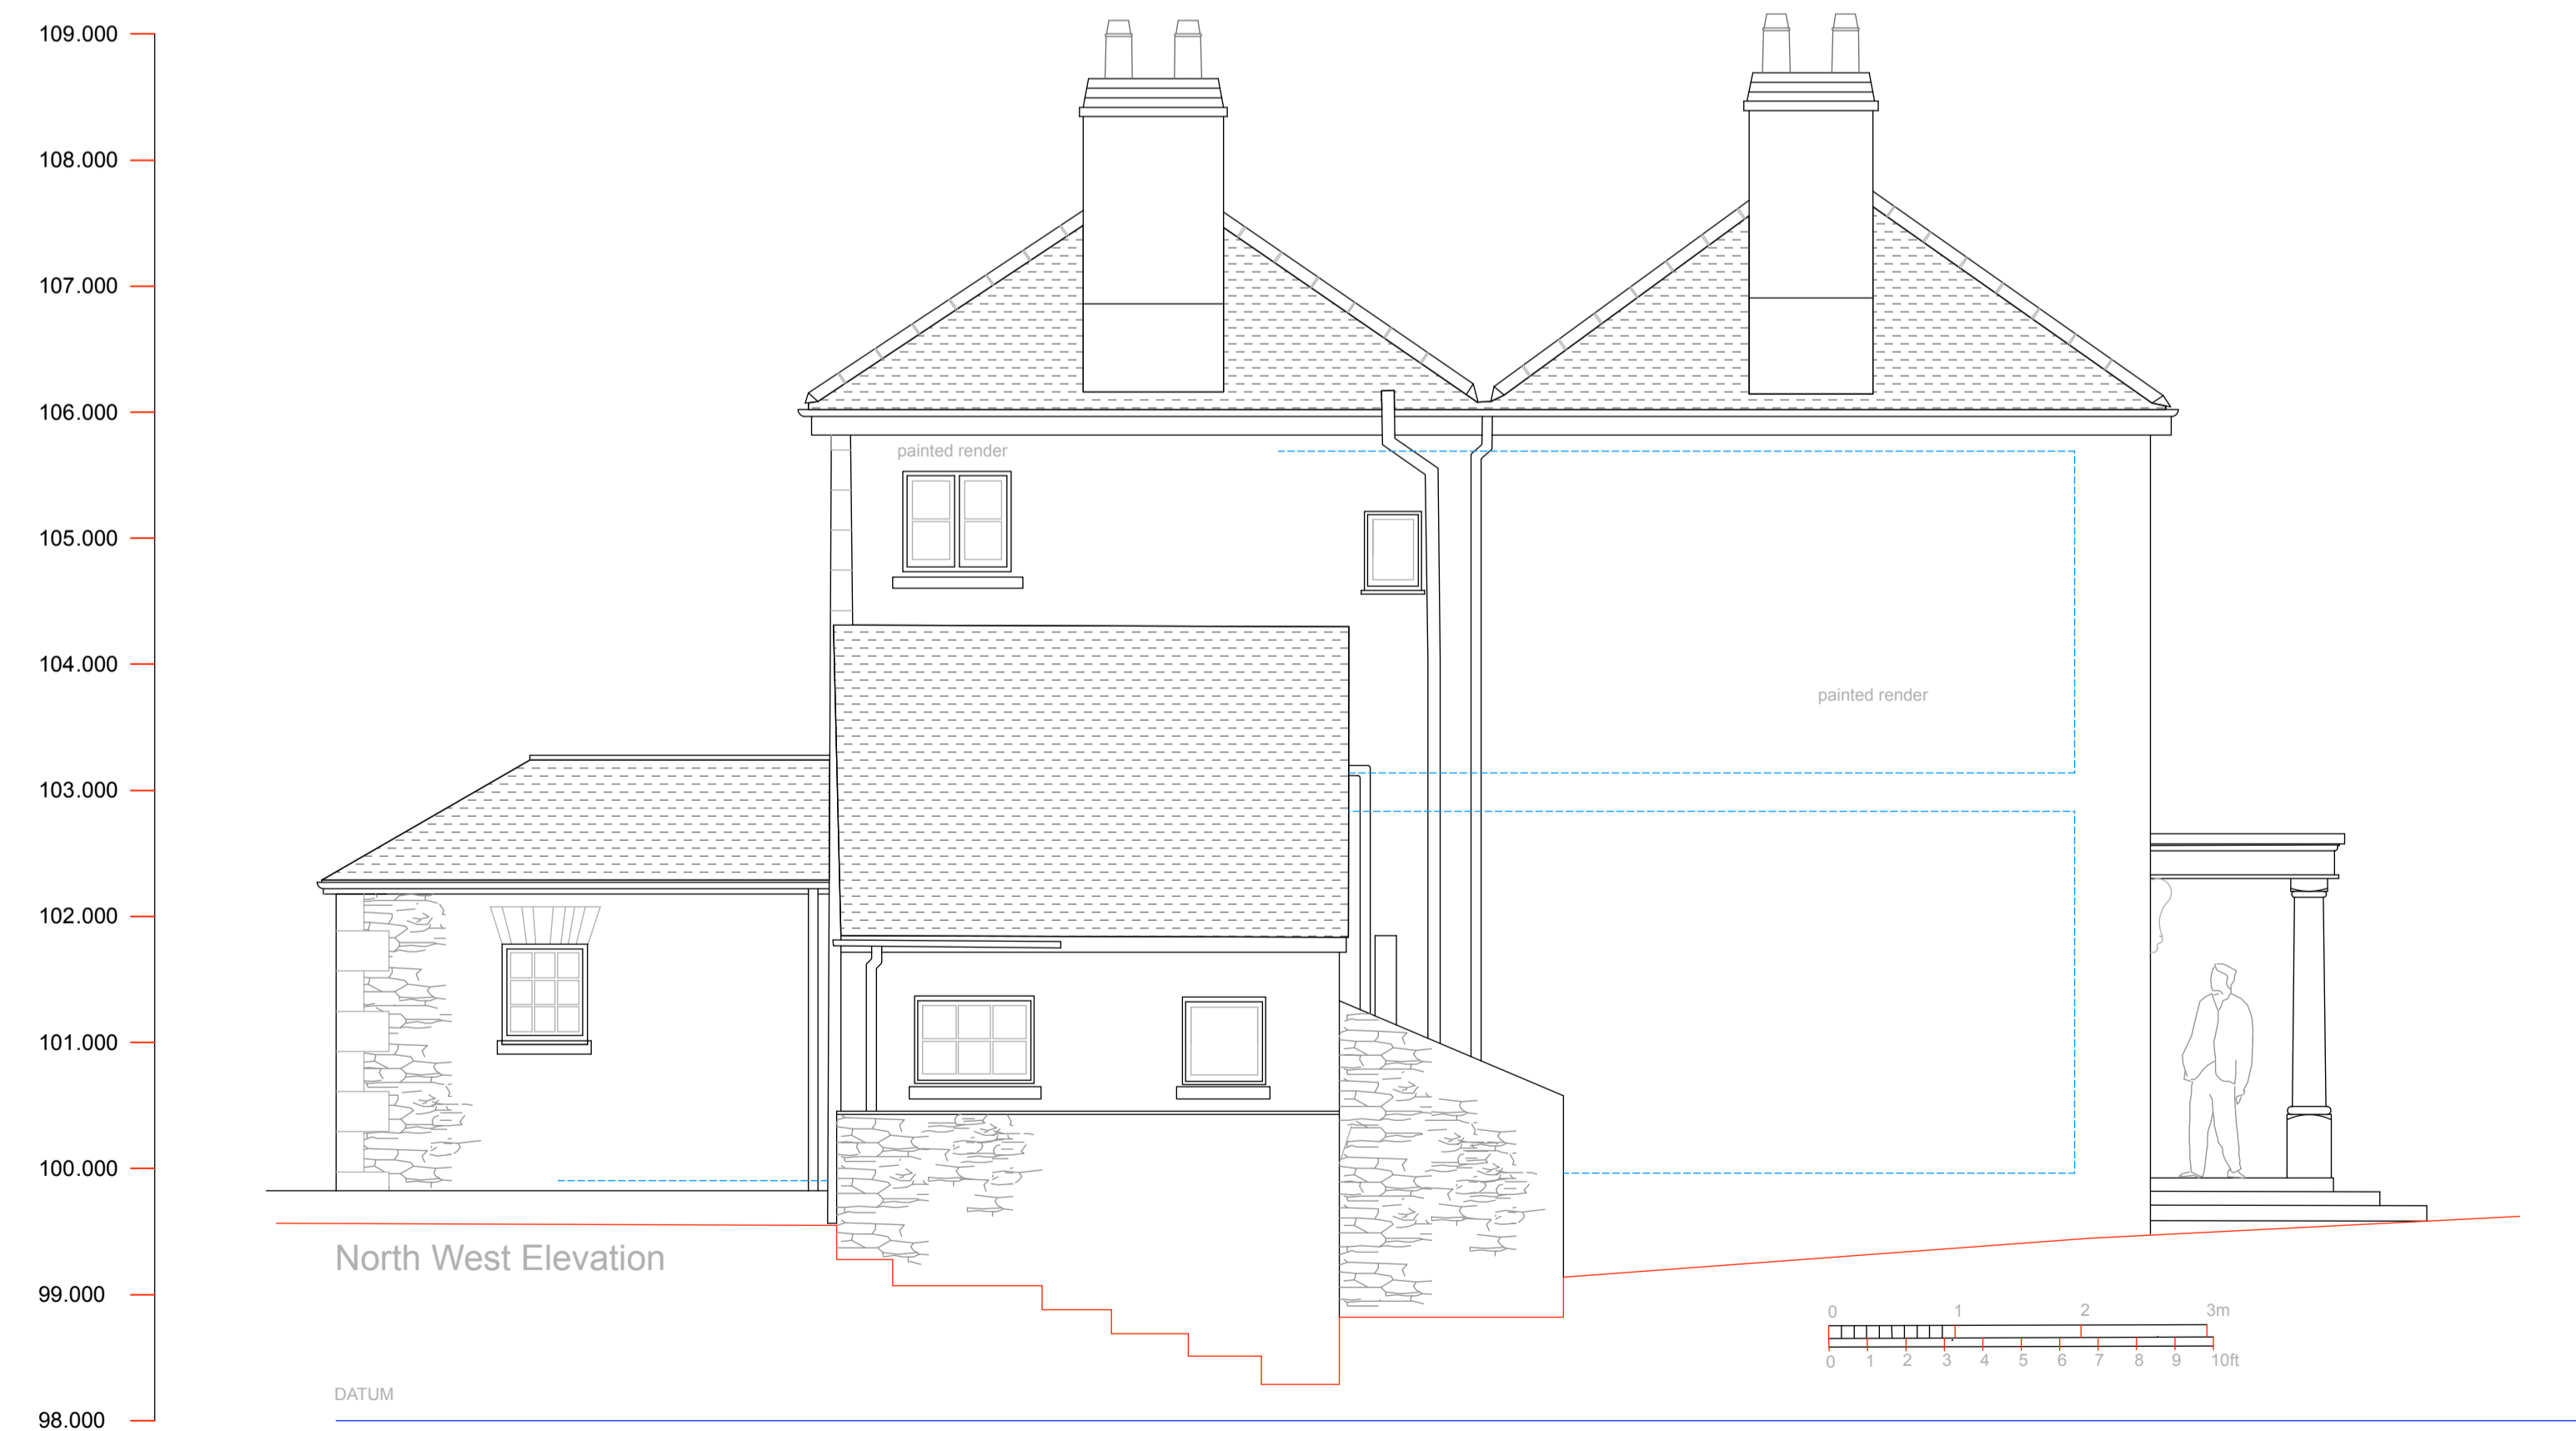 109.000
108.000
107.000
106.000
painted render
105.000
104.000
painted render
103.000
102.000
101.000
100.000
North West Elevation
99.000
0 1 2 3m
0 1 2 3 4 5 6 7 8 9 10ft
DATUM
98.000